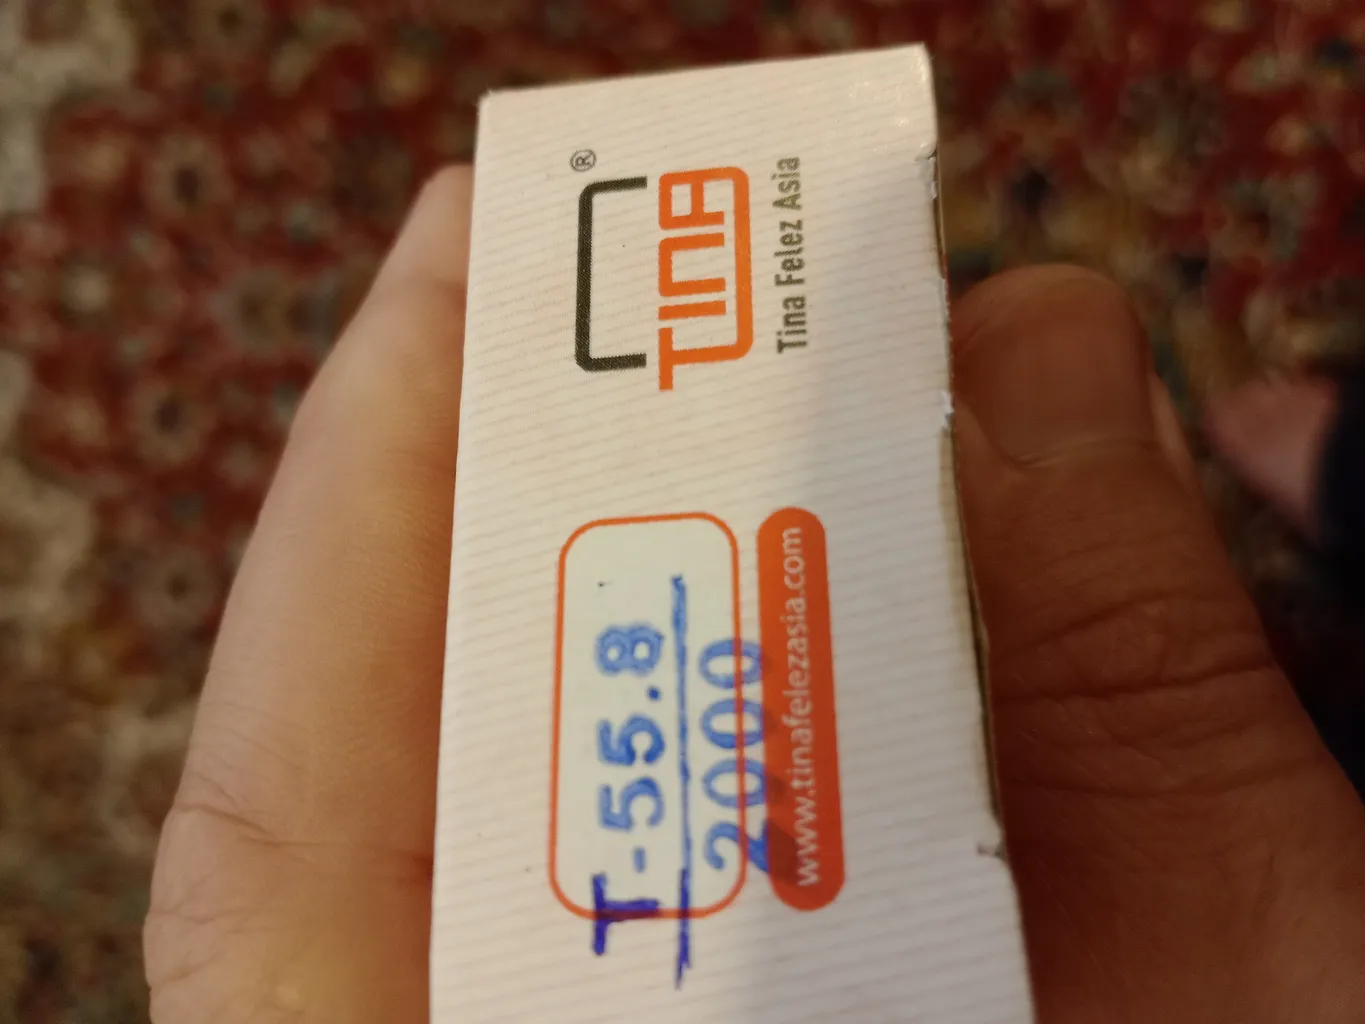 TINA®
Tina Felez Asia
T-55.8
2000
www.tinafelezasia.com